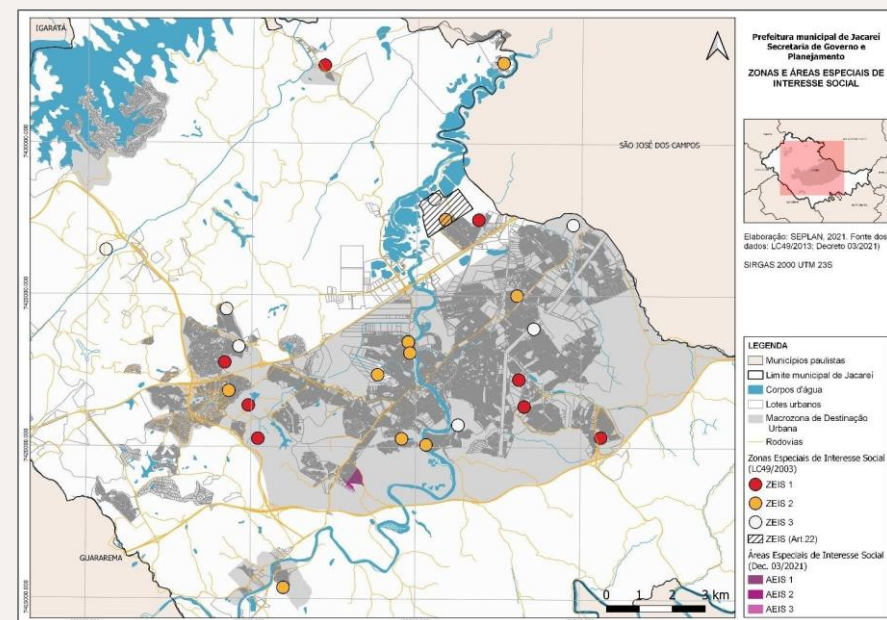 IGARATÁ
SÃO JOSÉ DOS CAMPOS
GUARAREMA
0 1 2 3 km
Prefeitura municipal de Jacareí
Secretaria de Governo e
Planejamento
ZONAS E ÁREAS ESPECIAIS DE
INTERESSE SOCIAL
Elaboração: SEPLAN, 2021. Fonte dos
dados: LC49/2013; Decreto 03/2021)
SIRGAS 2000 UTM 23S
LEGENDA
Municípios paulistas
Limite municipal de Jacareí
Corpos d'água
Lotes urbanos
Macrozona de Destinação
Urbana
Rodovias
Zonas Especiais de Interesse Social
(LC49/2003)
ZEIS 1
ZEIS 2
ZEIS 3
ZEIS (Art.22)
Áreas Especiais de Interesse Social
(Dec. 03/2021)
AEIS 1
AEIS 2
AEIS 3